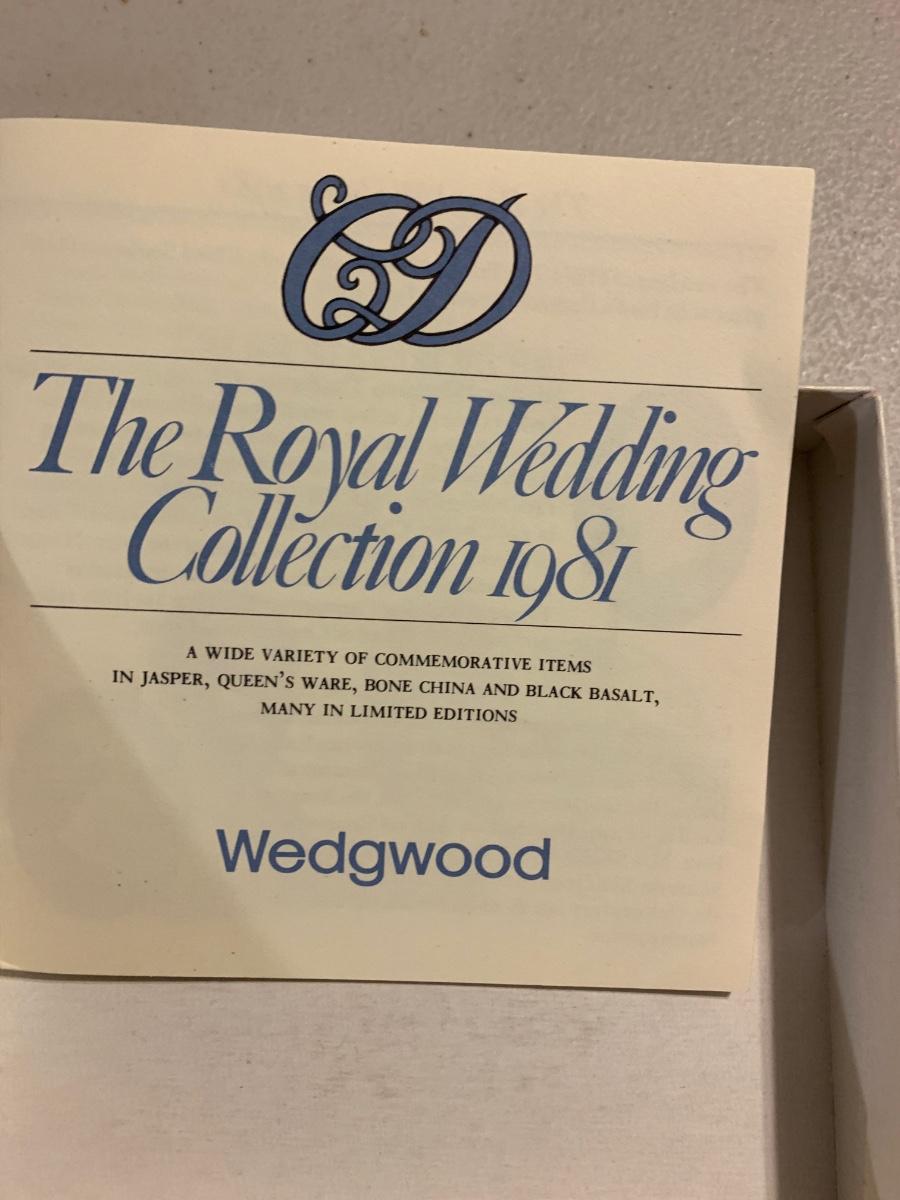 CD
The Royal Wedding
Collection 1981
A WIDE VARIETY OF COMMEMORATIVE ITEMS
IN JASPER, QUEEN'S WARE, BONE CHINA AND BLACK BASALT,
MANY IN LIMITED EDITIONS
Wedgwood